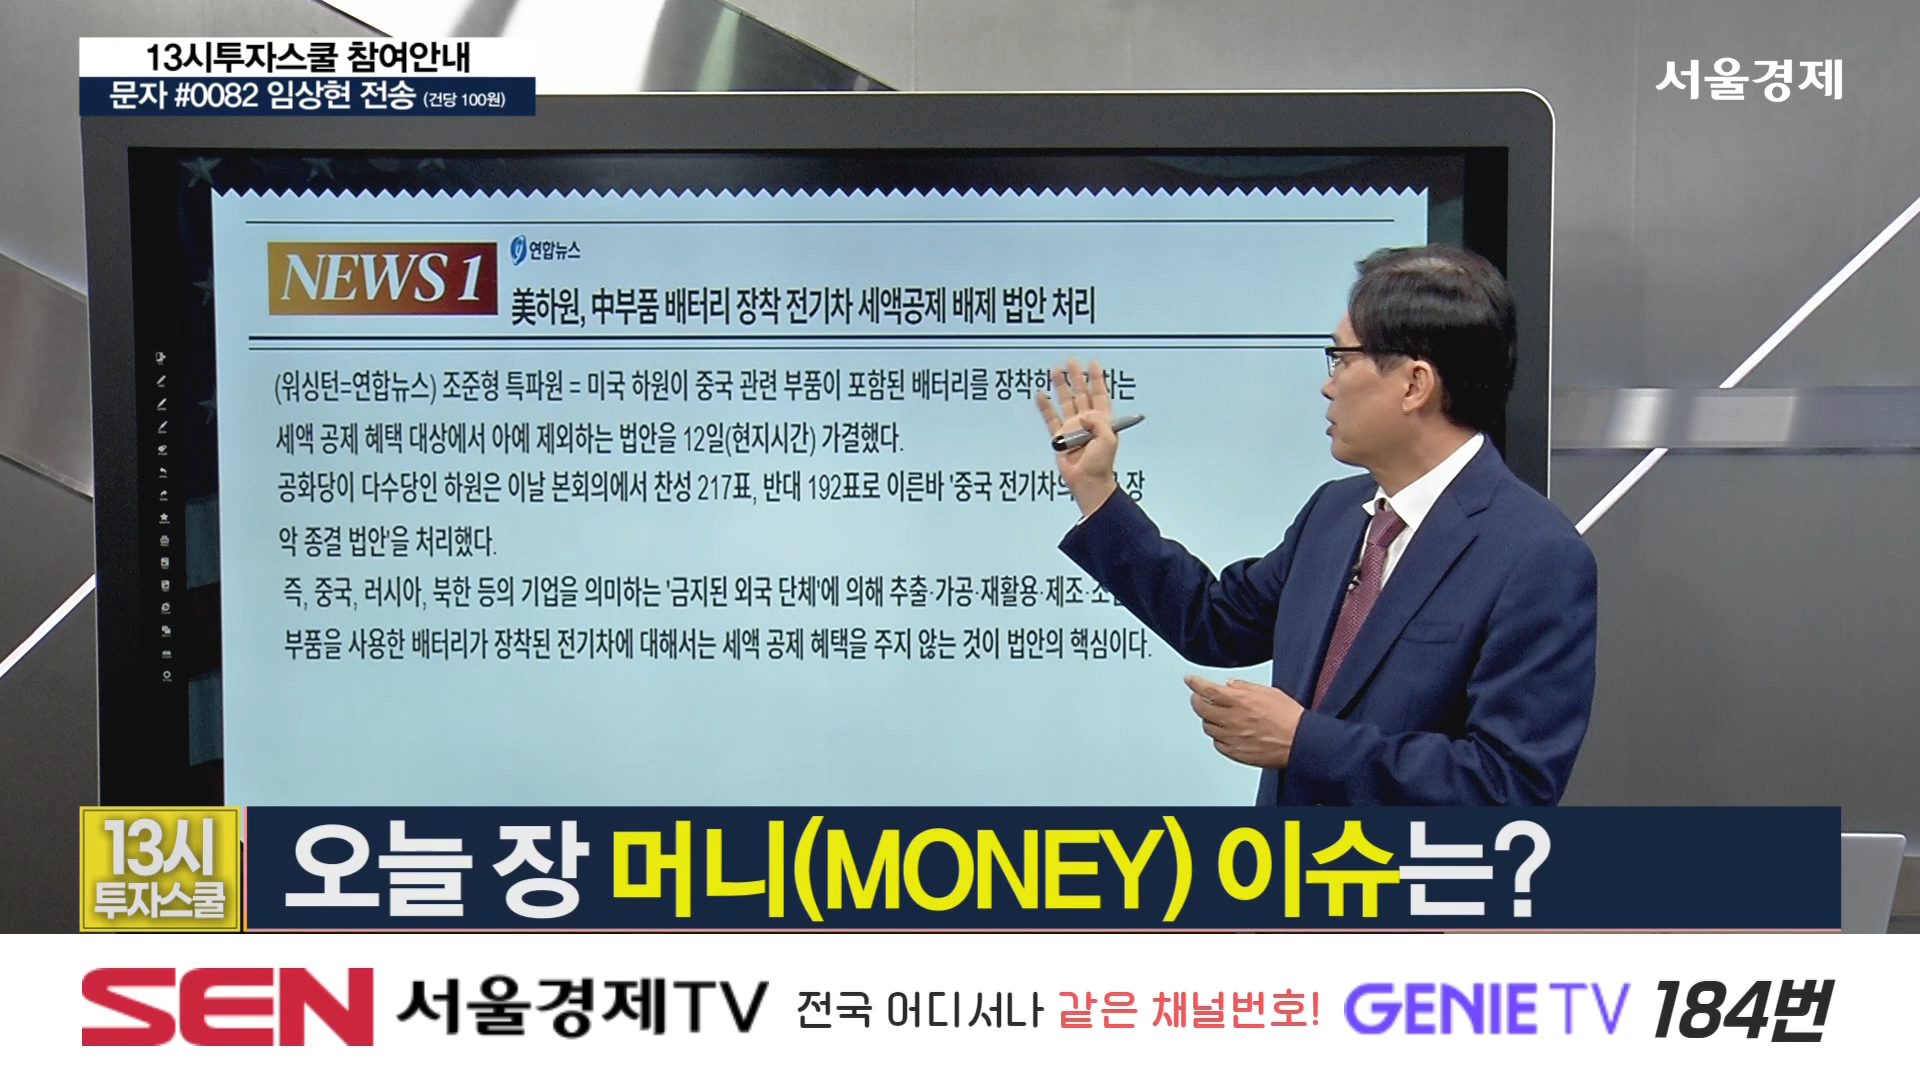 13시투자스쿨 참여안내
문자 #0082 임상현 전송 (건당 100원)
서울경제
NEWS 1
연합뉴스
美하원, 中부품 배터리 장착 전기차 세액공제 배제 법안 처리
(워싱턴=연합뉴스) 조준형 특파원 = 미국 하원이 중국 관련 부품이 포함된 배터리를 장착한
세액 공제 혜택 대상에서 아예 제외하는 법안을 12일(현지시간) 가결했다.
공화당이 다수당인 하원은 이날 본회의에서 찬성 217표, 반대 192표로 이른바 '중국 전기차의 장
악 종결 법안'을 처리했다.
즉, 중국, 러시아, 북한 등의 기업을 의미하는 '금지된 외국 단체'에 의해 추출·가공·재활용·제조·
부품을 사용한 배터리가 장착된 전기차에 대해서는 세액 공제 혜택을 주지 않는 것이 법안의 핵심이다.
13시
투자스쿨
오늘 장 머니(MONEY) 이슈는?
SEN 서울경제TV 전국 어디서나 같은 채널번호! GENIE TV 184번